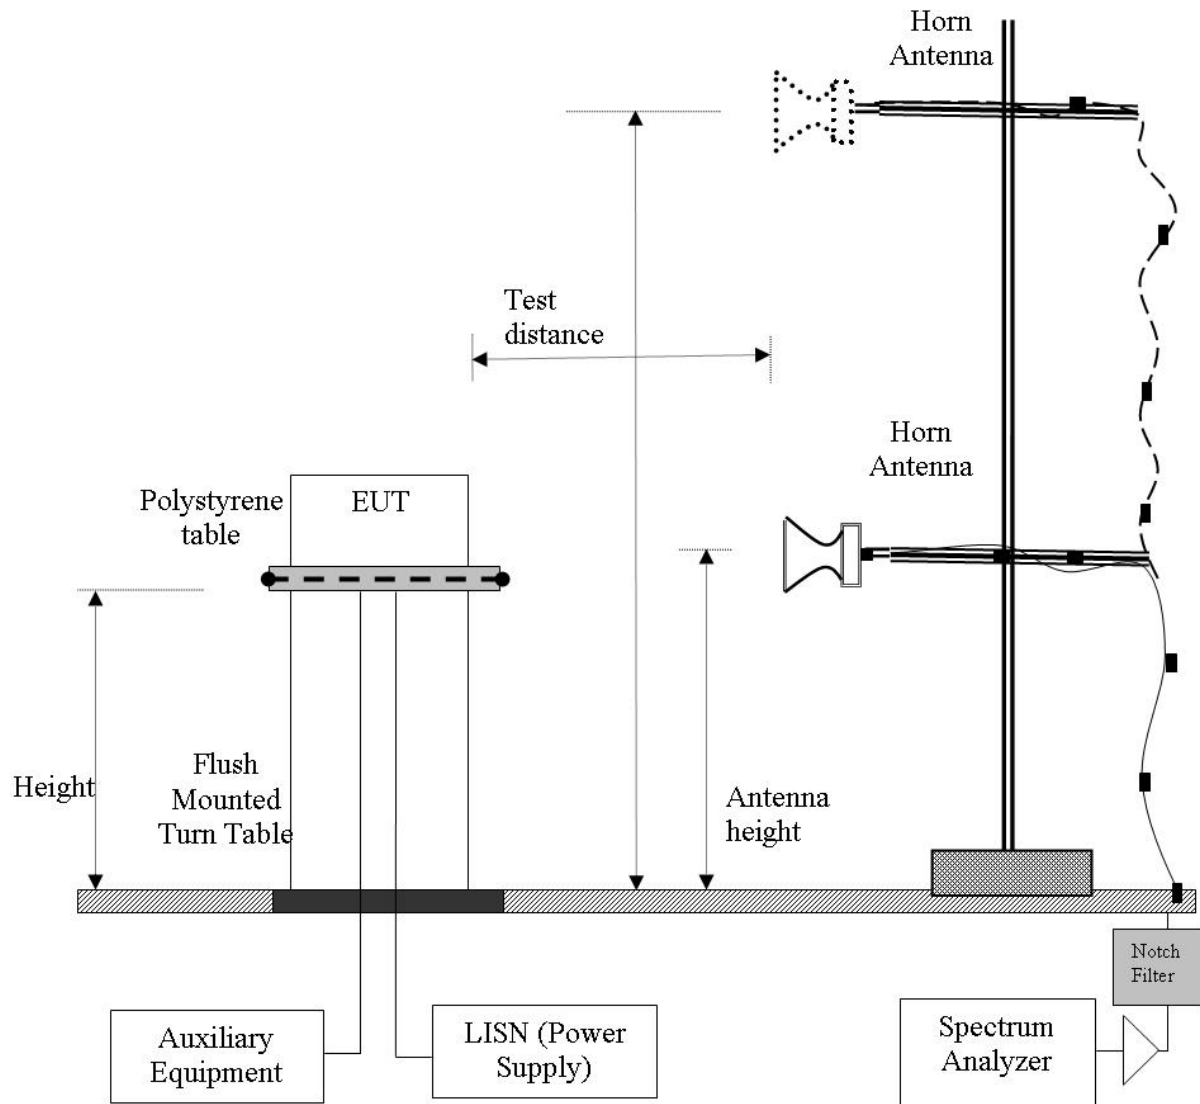 Horn
Antenna
Test
distance
Horn
Antenna
Polystyrene
table
EUT
Height
Flush
Mounted
Turn Table
Antenna
height
Notch
Filter
Auxiliary
Equipment
LISN (Power
Supply)
Spectrum
Analyzer